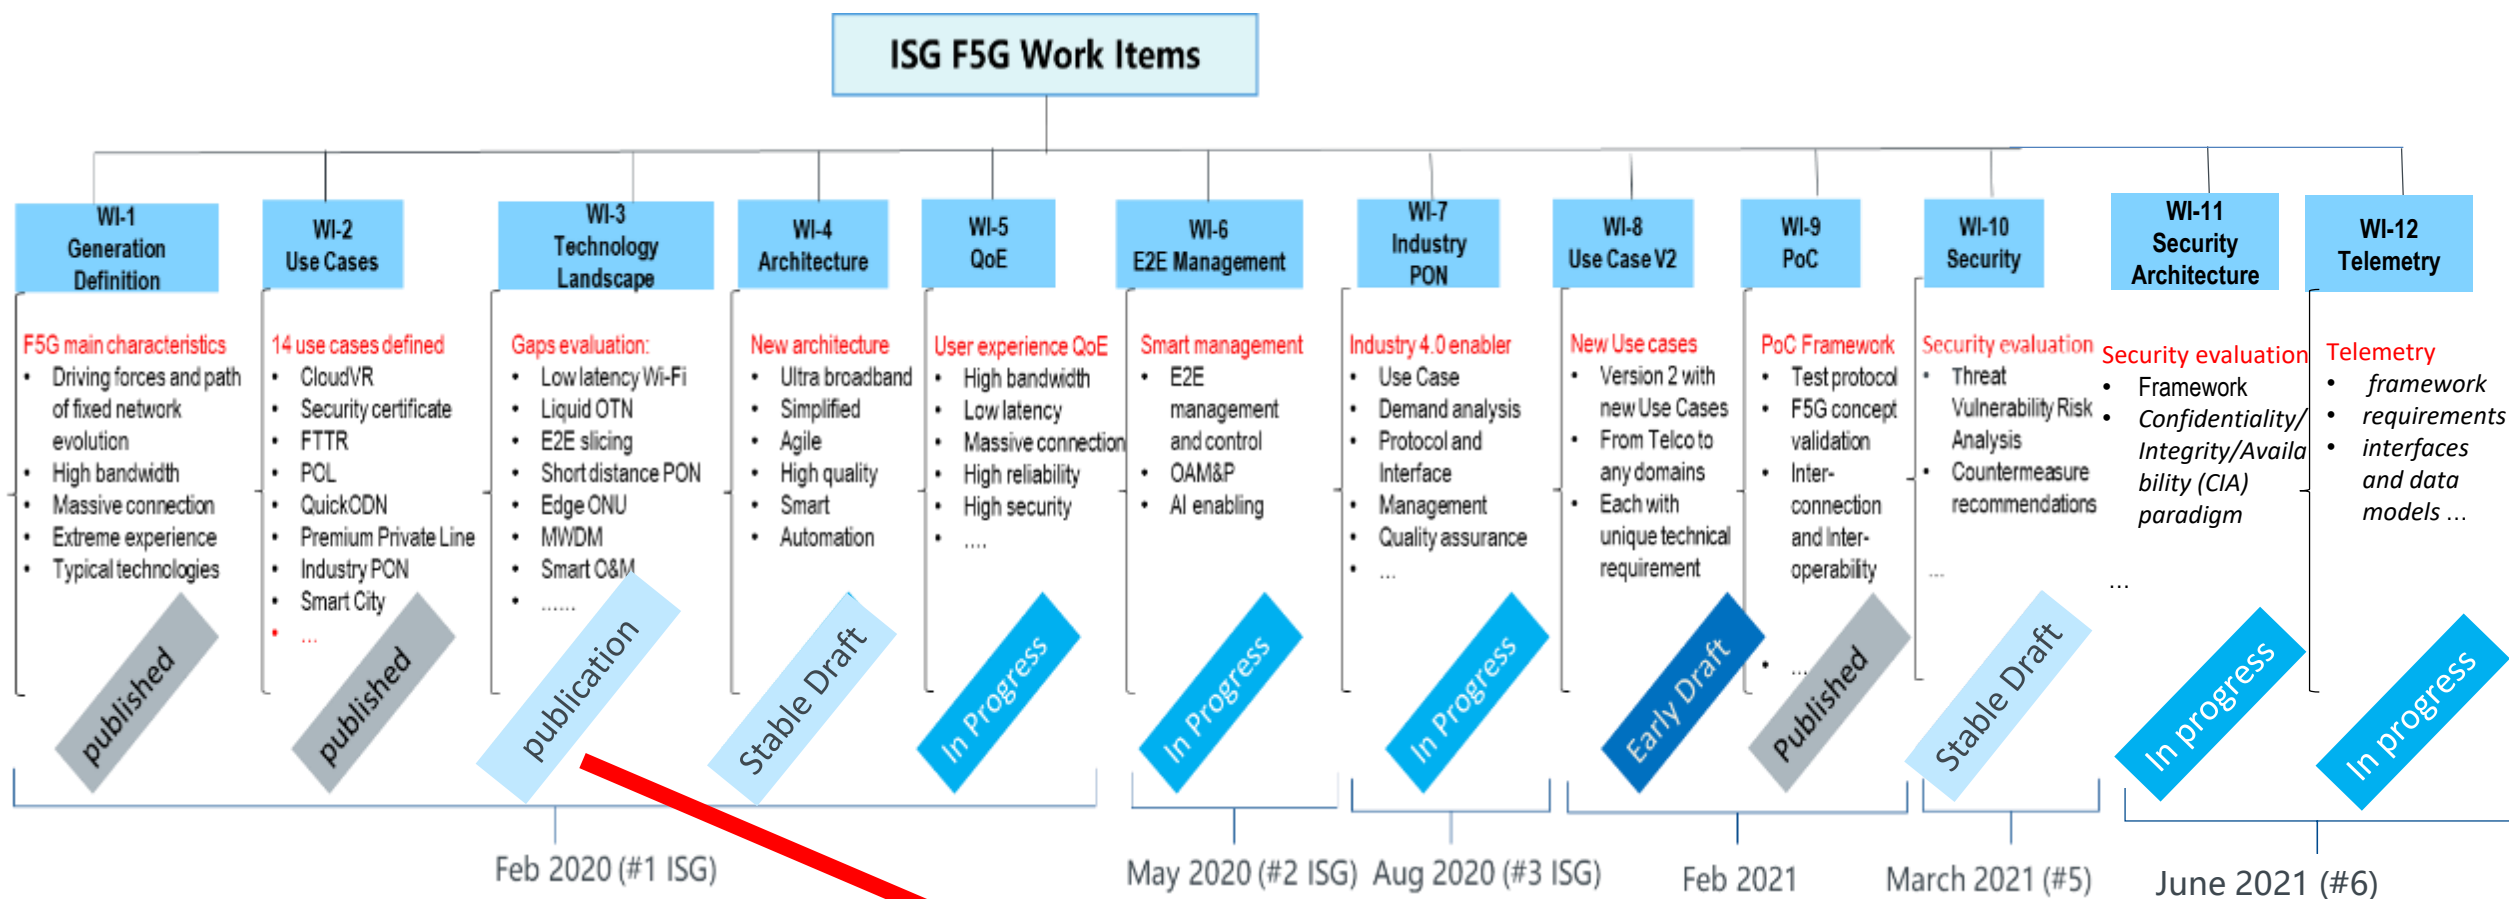 ISG F5G Work Items
WI-1
Generation
Definition
F5G main characteristics
• Driving forces and path
of fixed network
evolution
• High bandwidth
• Massive connection
• Extreme experience
• Typical technologies
published
WI-2
Use Cases
14 use cases defined
• CloudVR
• Security certificate
• FTTR
• POL
• QuickODN
• Premium Private Line
• Industry PON
• Smart City
• ...
published
WI-3
Technology
Landscape
Gaps evaluation:
• Low latency Wi-Fi
• Liquid OTN
• E2E slicing
• Short distance PON
• Edge ONU
• MWDM
• Smart O&M
• ......
publication
WI-4
Architecture
New architecture
• Ultra broadband
• Simplified
• Agile
• High quality
• Smart
• Automation
Stable Draft
WI-5
QoE
User experience QoE
• High bandwidth
• Low latency
• Massive connection
• High reliability
• High security
• ....
In Progress
Feb 2020 (#1 ISG)
WI-6
E2E Management
Smart management
• E2E
management
and control
• OAM&P
• AI enabling
In Progress
May 2020 (#2 ISG)
WI-7
Industry
PON
Industry 4.0 enabler
• Use Case
• Demand analysis
• Protocol and
Interface
• Management
• Quality assurance
• ...
In Progress
Aug 2020 (#3 ISG)
WI-8
Use Case V2
New Use cases
• Version 2 with
new Use Cases
• From Telco to
any domains
• Each with
unique technical
requirement
Early Draft
WI-9
PoC
PoC Framework
• Test protocol
• F5G concept
validation
• Inter-
connection
and Inter-
operability
• ...
Published
Feb 2021
WI-10
Security
Security evaluation
• Threat
Vulnerability Risk
Analysis
• Countermeasure
recommendations
...
Stable Draft
March 2021 (#5)
WI-11
Security
Architecture
Security evaluation
• Framework
• Confidentiality/
Integrity/Availa
bility (CIA)
paradigm
...
In progress
WI-12
Telemetry
Telemetry
• framework
• requirements
• interfaces
and data
models ...
In progress
June 2021 (#6)